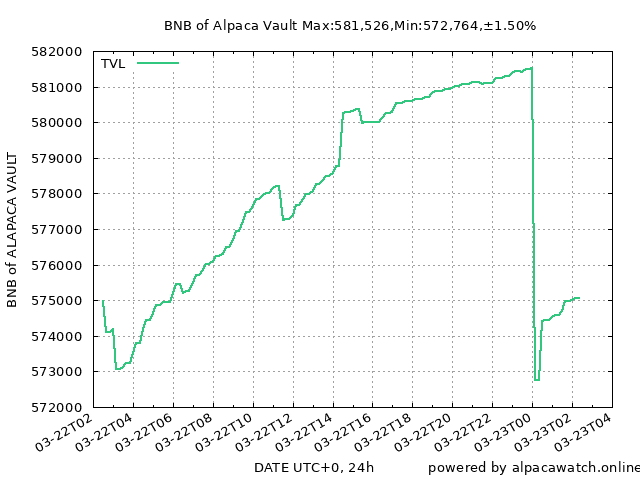 BNB of Alpaca Vault Max:581,526,Min:572,764,±1.50%
TVL
582000
581000
580000
579000
578000
577000
576000
575000
574000
573000
572000
BNB of ALAPACA VAULT
03-22T02
03-22T04
03-22T06
03-22T08
03-22T10
03-22T12
03-22T14
03-22T16
03-22T18
03-22T20
03-22T22
03-23T00
03-23T02
03-23T04
DATE UTC+0, 24h
powered by alpacawatch.online